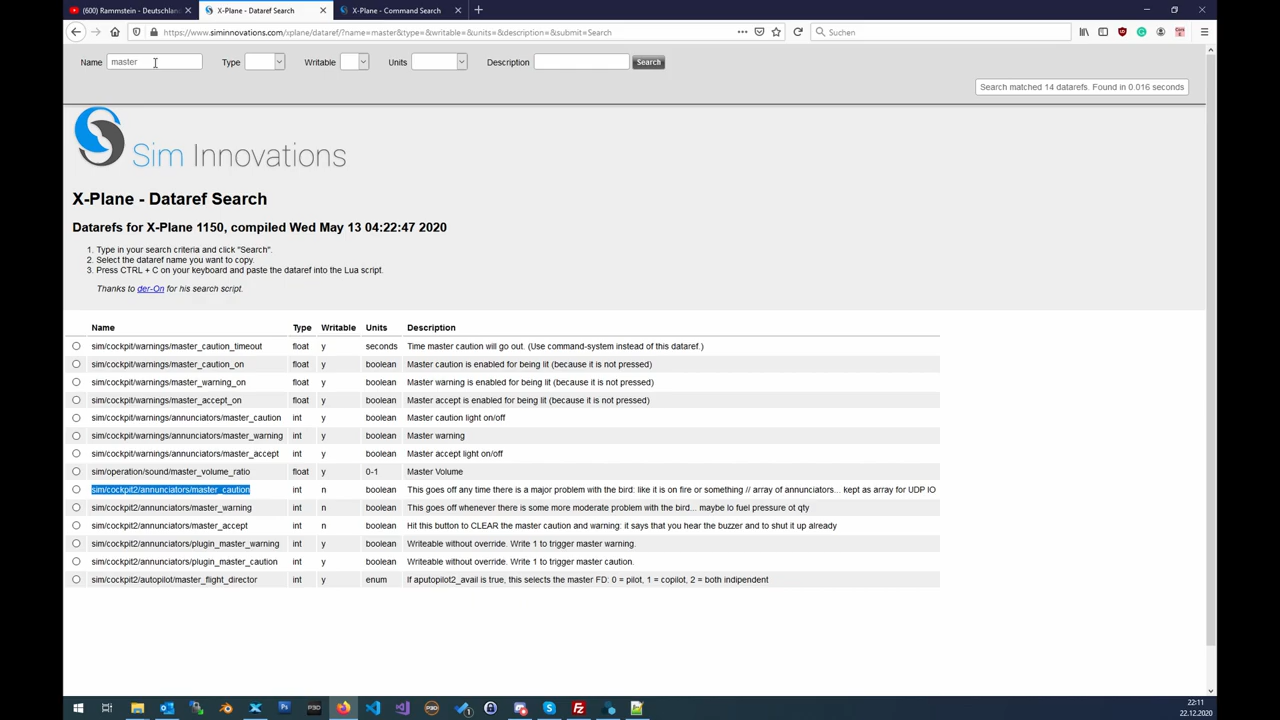 (600) Rammstein - Deutschlan
X-Plane - Dataref Search
X-Plane - Command Search
https://www.siminnovations.com/xplane/dataref/?name=master&type=&writable=&units=&description=&submit=Search
Suchen
Name master Type Writable Units Description Search
Search matched 14 datarefs. Found in 0.016 seconds
Sim Innovations
X-Plane - Dataref Search
Datarefs for X-Plane 1150, compiled Wed May 13 04:22:47 2020
1. Type in your search criteria and click "Search".
2. Select the dataref name you want to copy.
3. Press CTRL + C on your keyboard and paste the dataref into the Lua script.
Thanks to der-On for his search script.
Name Type Writable Units Description
sim/cockpit/warnings/master_caution_timeout float y seconds Time master caution will go out. (Use command-system instead of this dataref.)
sim/cockpit/warnings/master_caution_on float y boolean Master caution is enabled for being lit (because it is not pressed)
sim/cockpit/warnings/master_warning_on float y boolean Master warning is enabled for being lit (because it is not pressed)
sim/cockpit/warnings/master_accept_on float y boolean Master accept is enabled for being lit (because it is not pressed)
sim/cockpit/warnings/annunciators/master_caution int y boolean Master caution light on/off
sim/cockpit/warnings/annunciators/master_warning int y boolean Master warning
sim/cockpit/warnings/annunciators/master_accept int y boolean Master accept light on/off
sim/operation/sound/master_volume_ratio float y 0-1 Master Volume
sim/cockpit2/annunciators/master_caution int n boolean This goes off any time there is a major problem with the bird: like it is on fire or something // array of annunciators... kept as array for UDP IO
sim/cockpit2/annunciators/master_warning int n boolean This goes off whenever there is some more moderate problem with the bird... maybe lo fuel pressure ot qty
sim/cockpit2/annunciators/master_accept int n boolean Hit this button to CLEAR the master caution and warning: it says that you hear the buzzer and to shut it up already
sim/cockpit2/annunciators/plugin_master_warning int y boolean Writeable without override. Write 1 to trigger master warning.
sim/cockpit2/annunciators/plugin_master_caution int y boolean Writeable without override. Write 1 to trigger master caution.
sim/cockpit2/autopilot/master_flight_director int y enum If aputopilot2_avail is true, this selects the master FD: 0 = pilot, 1 = copilot, 2 = both indipendent
22:11
22.12.2020